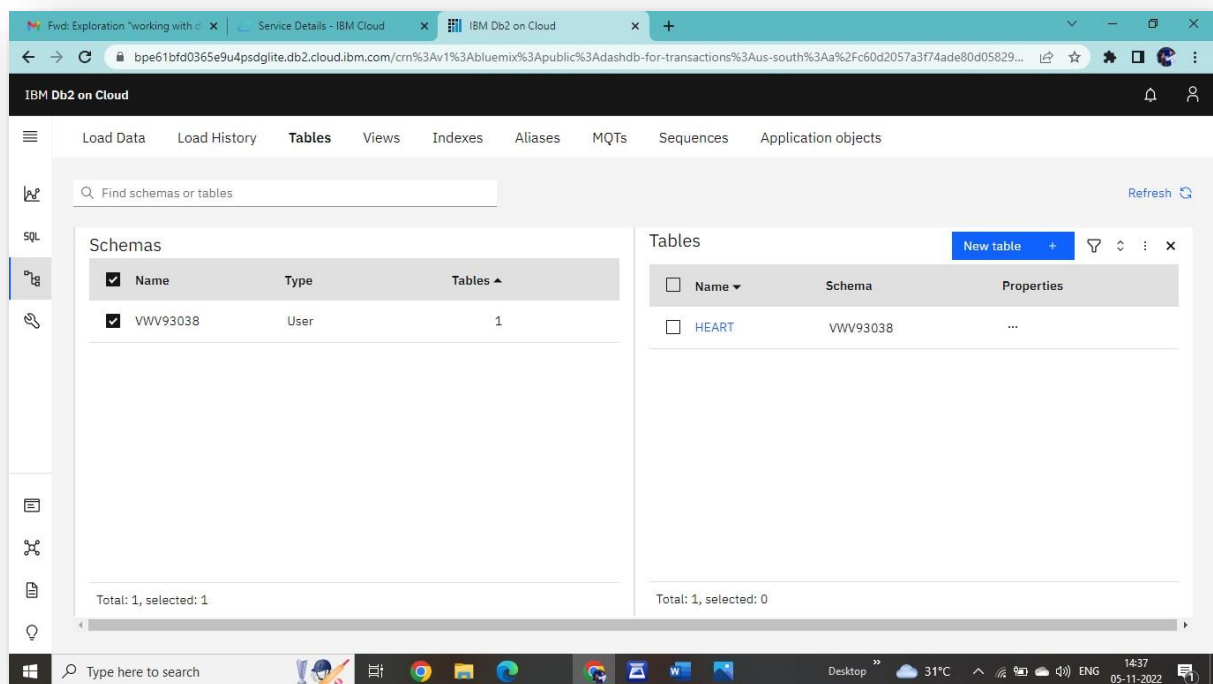 Fwd: Exploration "working with d
Service Details - IBM Cloud
IBM Db2 on Cloud
bpe61bfd0365e9u4psdglite.db2.cloud.ibm.com/crn%3Av1%3Abluemix%3Apublic%3Adashdb-for-transactions%3Aus-south%3Aa%2Fc60d2057a3f74ade80d05829...
IBM Db2 on Cloud
Load Data Load History Tables Views Indexes Aliases MQTs Sequences Application objects
Find schemas or tables
Refresh
SQL
Schemas
Name Type Tables
VWV93038 User 1
Total: 1, selected: 1
Tables
New table +
Name Schema Properties
HEART VWV93038 ...
Total: 1, selected: 0
Type here to search
Desktop
31°C
ENG
14:37
05-11-2022